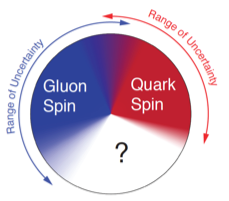 Range of Uncertainty
Range of Uncertainty
Gluon
Spin
Quark
Spin
?